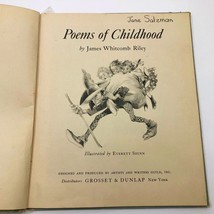 Jane Salzman
Poems of Childhood
by James Whitcomb Riley
Illustrated by EVERETT SHINN
DESIGNED AND PRODUCED BY ARTISTS AND WRITERS GUILD, INC.
Distributors GROSSET & DUNLAP New York